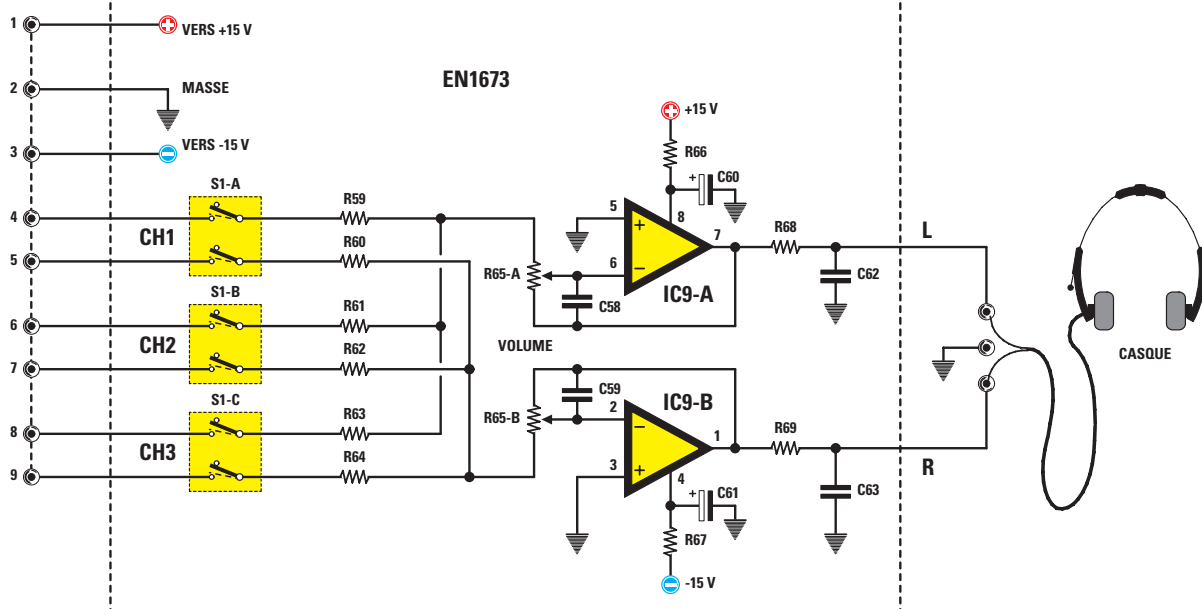 1
VERS +15 V
2
MASSE
EN1673
3
VERS -15 V
+15 V
R66
+
C60
S1-A
4
CH1
R59
5
R60
5
+
8
7
6
−
IC9-A
R65-A
C58
R68
C62
L
S1-B
6
CH2
R61
7
R62
VOLUME
CASQUE
S1-C
8
CH3
R63
9
R64
C59
R65-B
2
−
IC9-B
1
3
+
4
R69
C63
R
+
C61
R67
-15 V